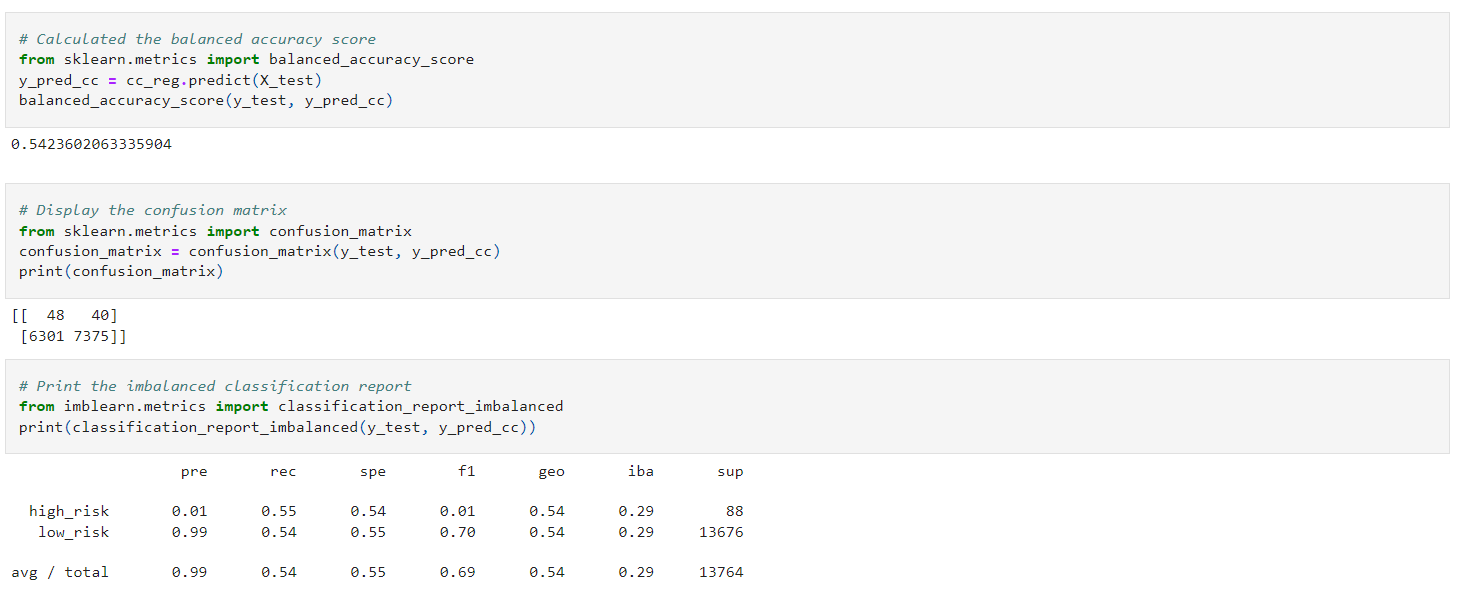 # Calculated the balanced accuracy score
from sklearn.metrics import balanced_accuracy_score
y_pred_cc = cc_reg.predict(X_test)
balanced_accuracy_score(y_test, y_pred_cc)
0.5423602063335904
# Display the confusion matrix
from sklearn.metrics import confusion_matrix
confusion_matrix = confusion_matrix(y_test, y_pred_cc)
print(confusion_matrix)
[[  48   40]
 [6301 7375]]
# Print the imbalanced classification report
from imblearn.metrics import classification_report_imbalanced
print(classification_report_imbalanced(y_test, y_pred_cc))
pre rec spe f1 geo iba sup
high_risk 0.01 0.55 0.54 0.01 0.54 0.29 88
low_risk 0.99 0.54 0.55 0.70 0.54 0.29 13676
avg / total 0.99 0.54 0.55 0.69 0.54 0.29 13764